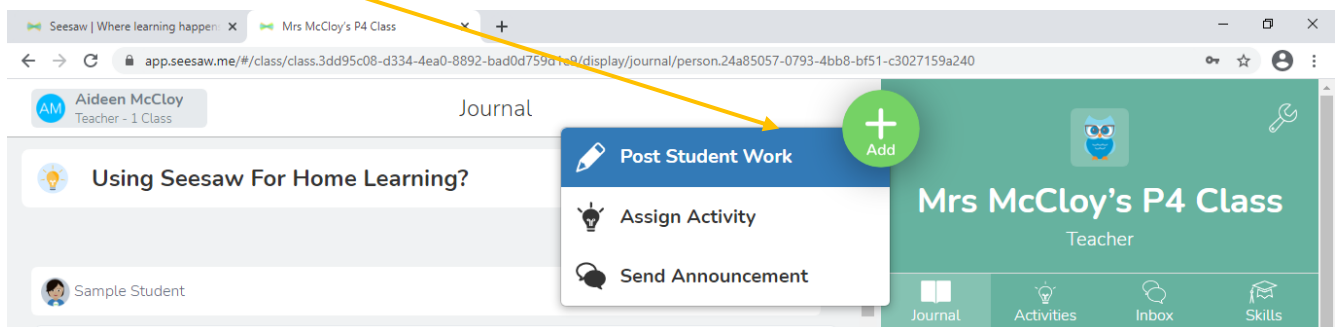 Seesaw | Where learning happen
Mrs McCloy's P4 Class
app.seesaw.me/#/class/class.3dd95c08-d334-4ea0-8892-bad0d759d1e9/display/journal/person.24a85057-0793-4bb8-bf51-c3027159a240
AM
Aideen McCloy
Teacher - 1 Class
Journal
Add
Using Seesaw For Home Learning?
Post Student Work
Assign Activity
Send Announcement
Sample Student
Mrs McCloy's P4 Class
Teacher
Journal
Activities
Inbox
Skills